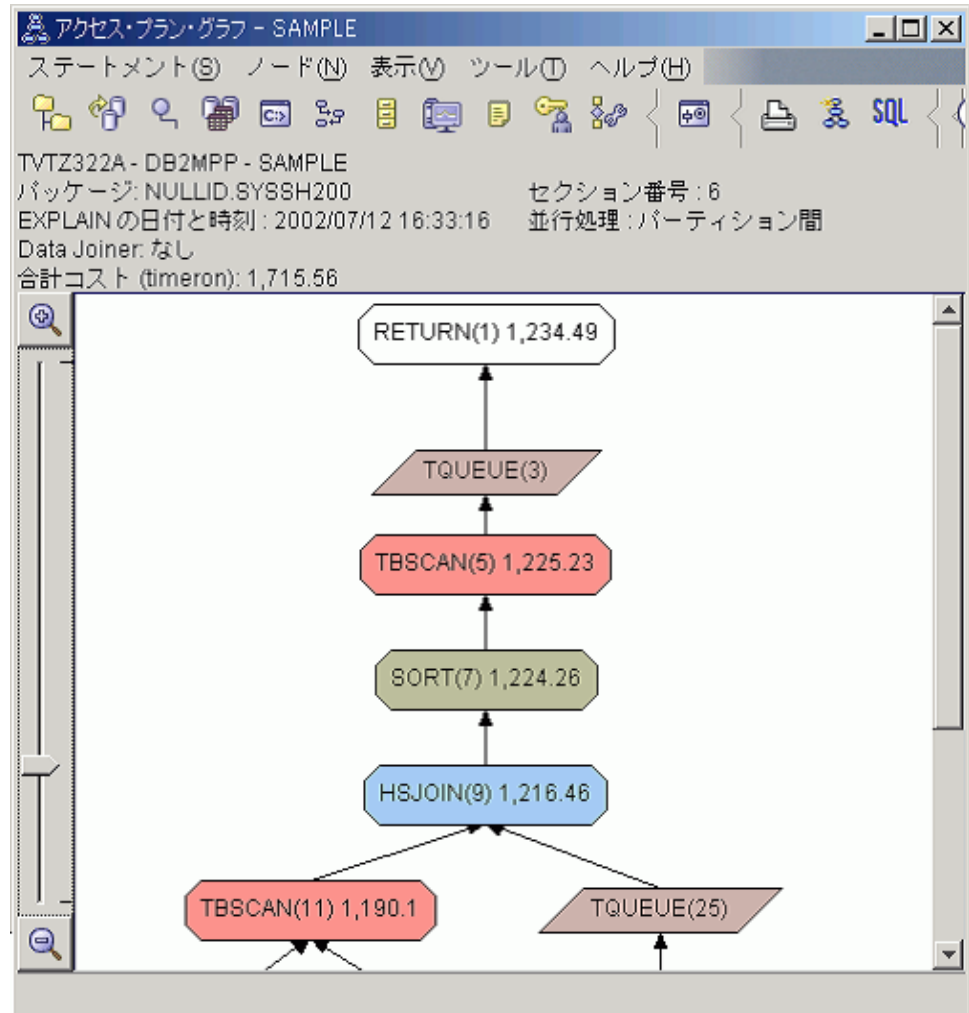 アクセス・プラン・グラフ - SAMPLE
ステートメント(S) ノード(N) 表示(V) ツール(T) ヘルプ(H)
C:> SQL
TVTZ322A - DB2MPP - SAMPLE
パッケージ: NULLID.SYSSH200 セクション番号 : 6
EXPLAIN の日付と時刻 : 2002/07/12 16:33:16 並行処理 : パーティション間
Data Joiner: なし
合計コスト (timeron): 1,715.56
RETURN(1) 1,234.49
TQUEUE(3)
TBSCAN(5) 1,225.23
SORT(7) 1,224.26
HSJOIN(9) 1,216.46
TBSCAN(11) 1,190.1
TQUEUE(25)